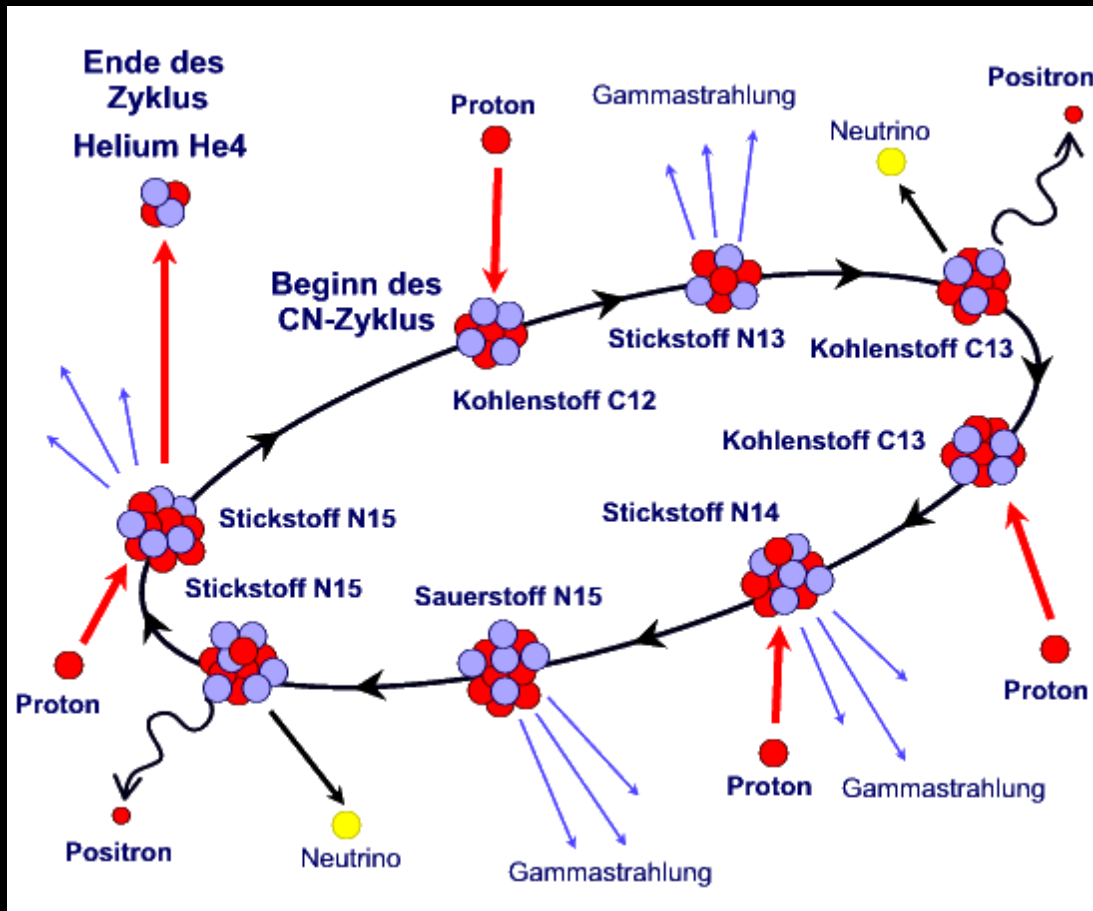 Ende des
Zyklus
Helium He4
Proton
Gammastrahlung
Positron
Neutrino
Beginn des
CN-Zyklus
Stickstoff N13
Kohlenstoff C13
Kohlenstoff C12
Kohlenstoff C13
Stickstoff N14
Stickstoff N15
Stickstoff N15
Sauerstoff N15
Proton
Proton
Proton
Gammastrahlung
Positron
Neutrino
Gammastrahlung